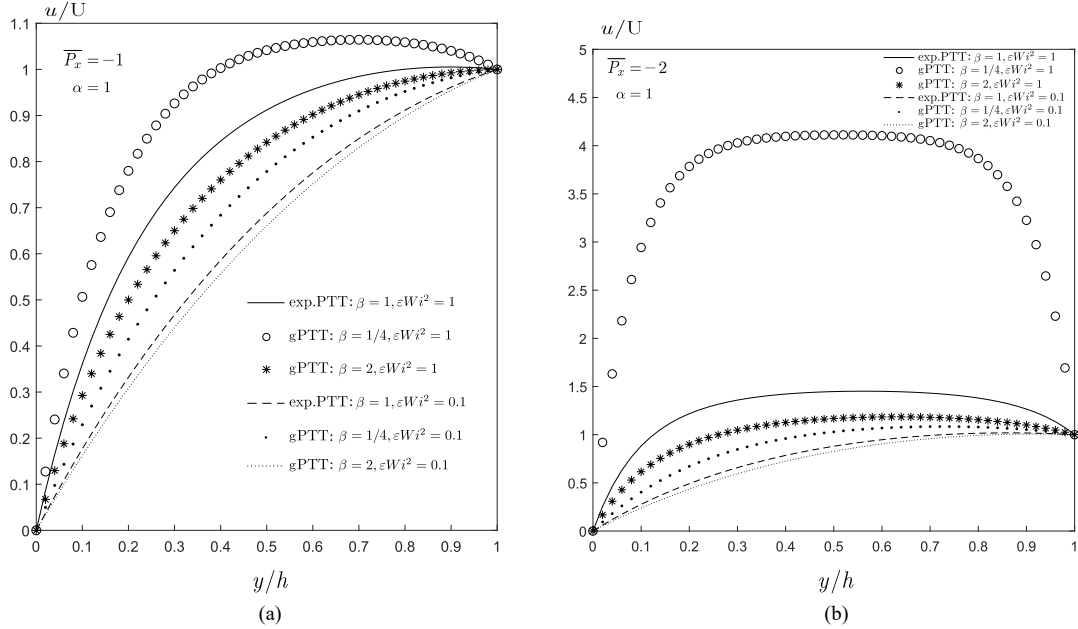 u/U
1.1
1
0.9
0.8
0.7
0.6
0.5
0.4
0.3
0.2
0.1
0
P̅x̅=−1
α = 1
exp.PTT: β = 1, εWi² = 1
gPTT: β = 1/4, εWi² = 1
gPTT: β = 2, εWi² = 1
exp.PTT: β = 1, εWi² = 0.1
gPTT: β = 1/4, εWi² = 0.1
gPTT: β = 2, εWi² = 0.1
0 0.1 0.2 0.3 0.4 0.5 0.6 0.7 0.8 0.9 1
y/h
(a)
u/U
5
4.5
4
3.5
3
2.5
2
1.5
1
0.5
0
P̅x̅=−2
α = 1
exp.PTT: β = 1, εWi² = 1
gPTT: β = 1/4, εWi² = 1
gPTT: β = 2, εWi² = 1
exp.PTT: β = 1, εWi² = 0.1
gPTT: β = 1/4, εWi² = 0.1
gPTT: β = 2, εWi² = 0.1
0 0.1 0.2 0.3 0.4 0.5 0.6 0.7 0.8 0.9 1
y/h
(b)